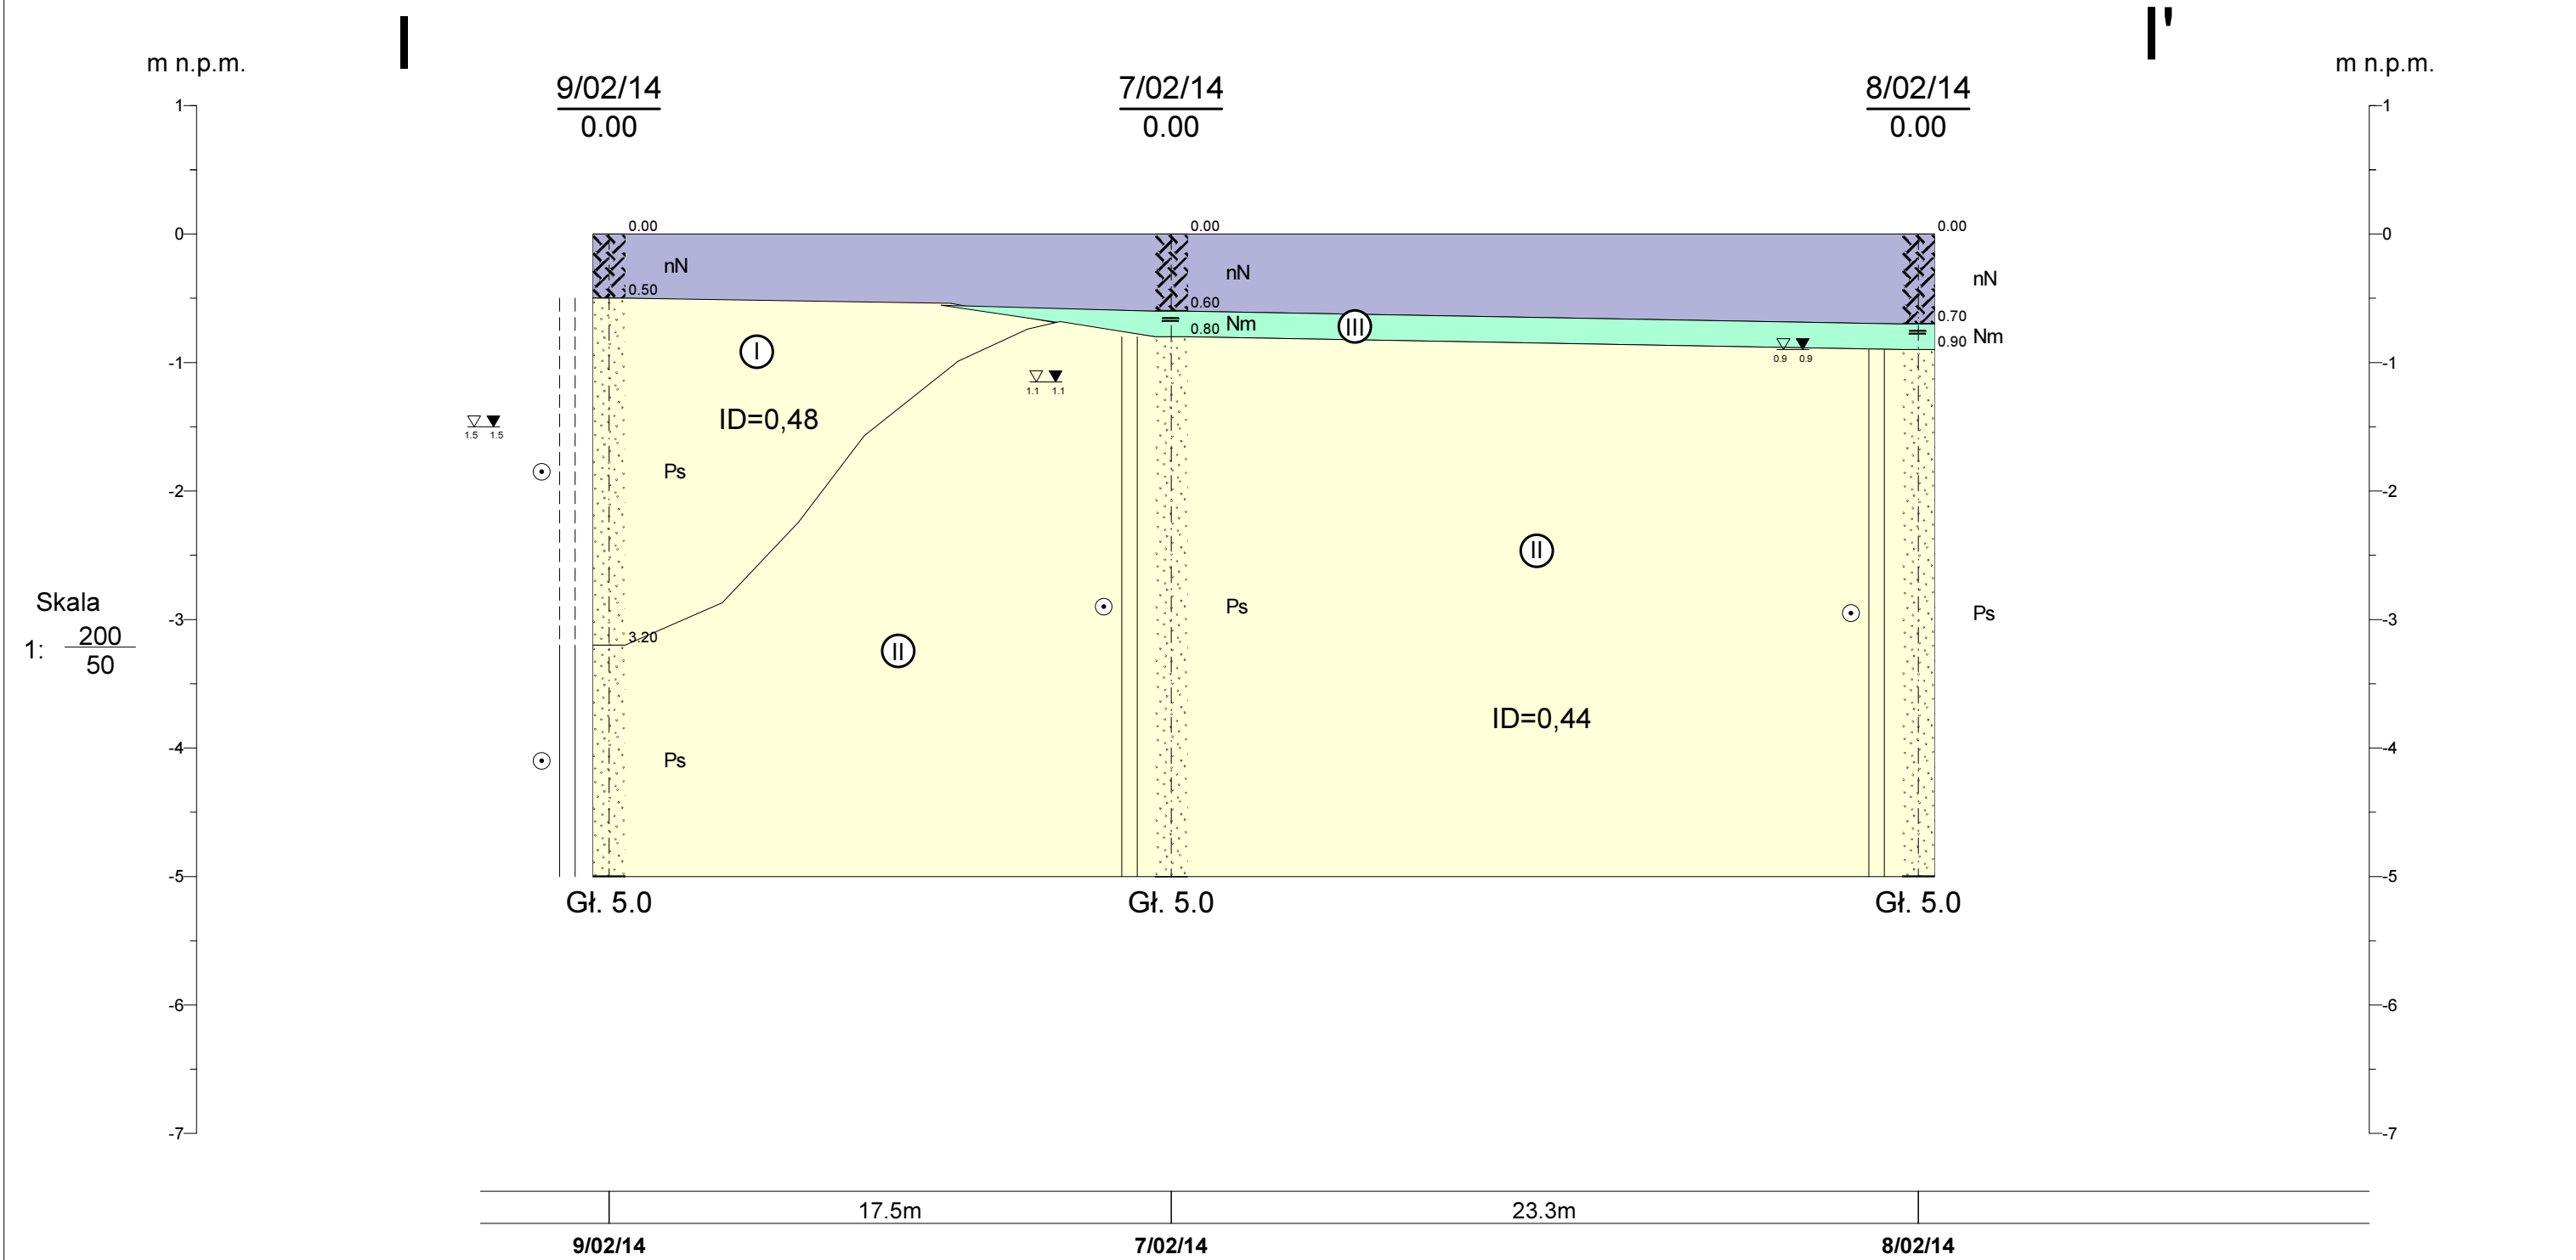 I I'
m n.p.m. m n.p.m.
9/02/14 7/02/14 8/02/14
0.00 0.00 0.00
1 1
0 0.00 0.00 0.00 0
nN nN nN
0.50 0.60 0.70
Nm III Nm
0.80 0.90
I 0.9 0.9
-1 -1
1.1 1.1
ID=0,48
1.5 1.5
Ps
-2 -2
II
Skala
-3 Ps Ps -3
1: 200
50
3.20
II
ID=0,44
-4 -4
Ps
-5 -5
Gł. 5.0 Gł. 5.0 Gł. 5.0
-6 -6
-7 -7
17.5m 23.3m
9/02/14 7/02/14 8/02/14